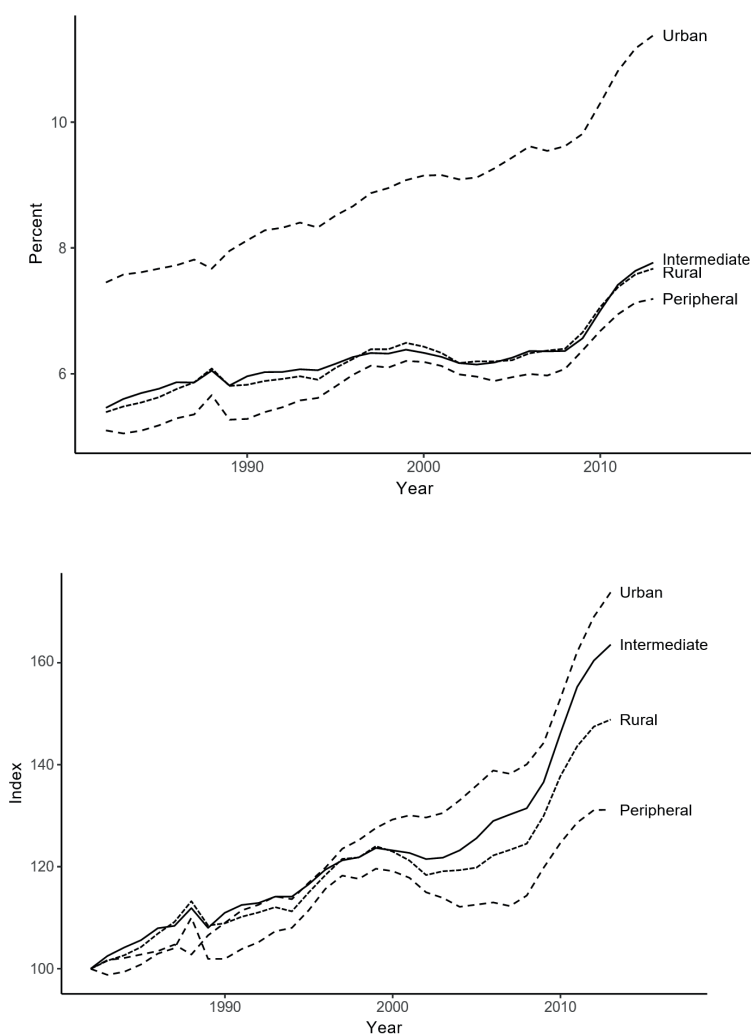 Urban
10
Percent
8
Intermediate
Rural
Peripheral
6
1990
2000
2010
Year
Urban
160
Intermediate
Rural
140
Index
Peripheral
120
100
1990
2000
2010
Year